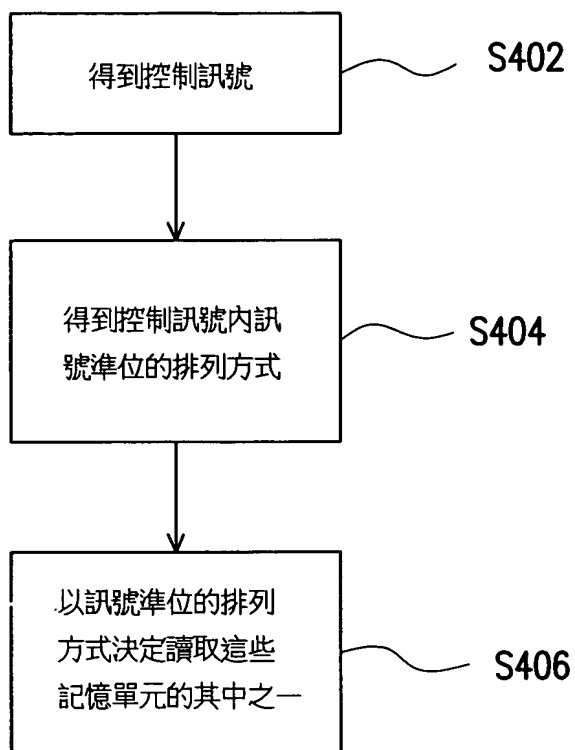 得到控制訊號
S402
得到控制訊號內訊
號準位的排列方式
S404
以訊號準位的排列
方式決定讀取這些
記憶單元的其中之一
S406